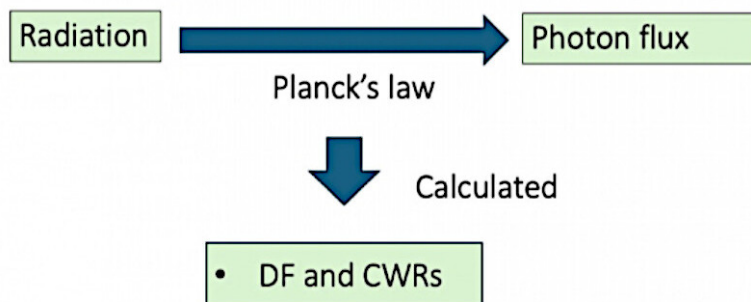 Radiation
Photon flux
Planck’s law
Calculated
• DF and CWRs